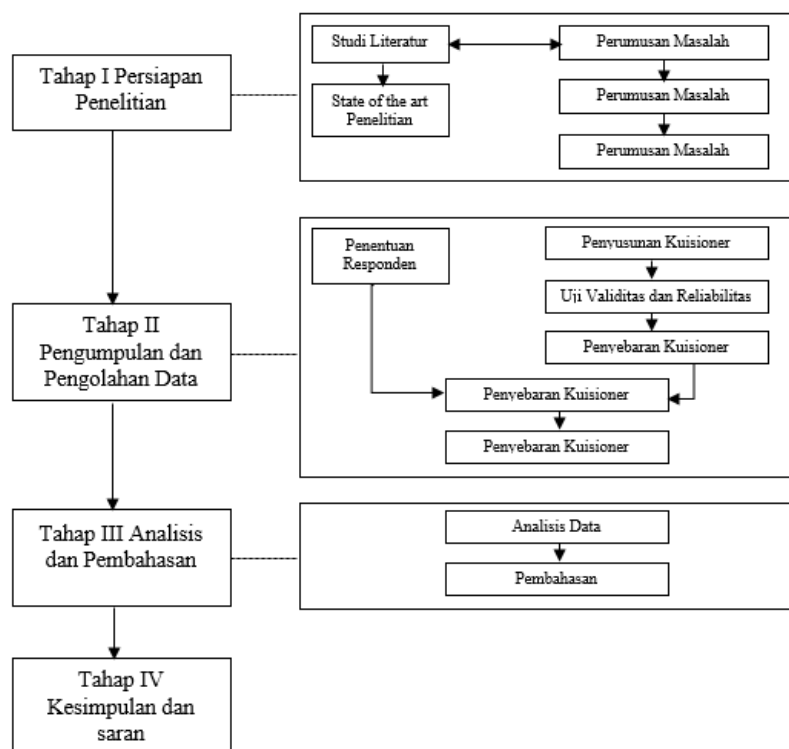 Tahap I Persiapan
Penelitian
Studi Literatur
Perumusan Masalah
State of the art
Penelitian
Perumusan Masalah
Perumusan Masalah
Tahap II
Pengumpulan dan
Pengolahan Data
Penentuan
Responden
Penyusunan Kuisioner
Uji Validitas dan Reliabilitas
Penyebaran Kuisioner
Penyebaran Kuisioner
Penyebaran Kuisioner
Tahap III Analisis
dan Pembahasan
Analisis Data
Pembahasan
Tahap IV
Kesimpulan dan
saran